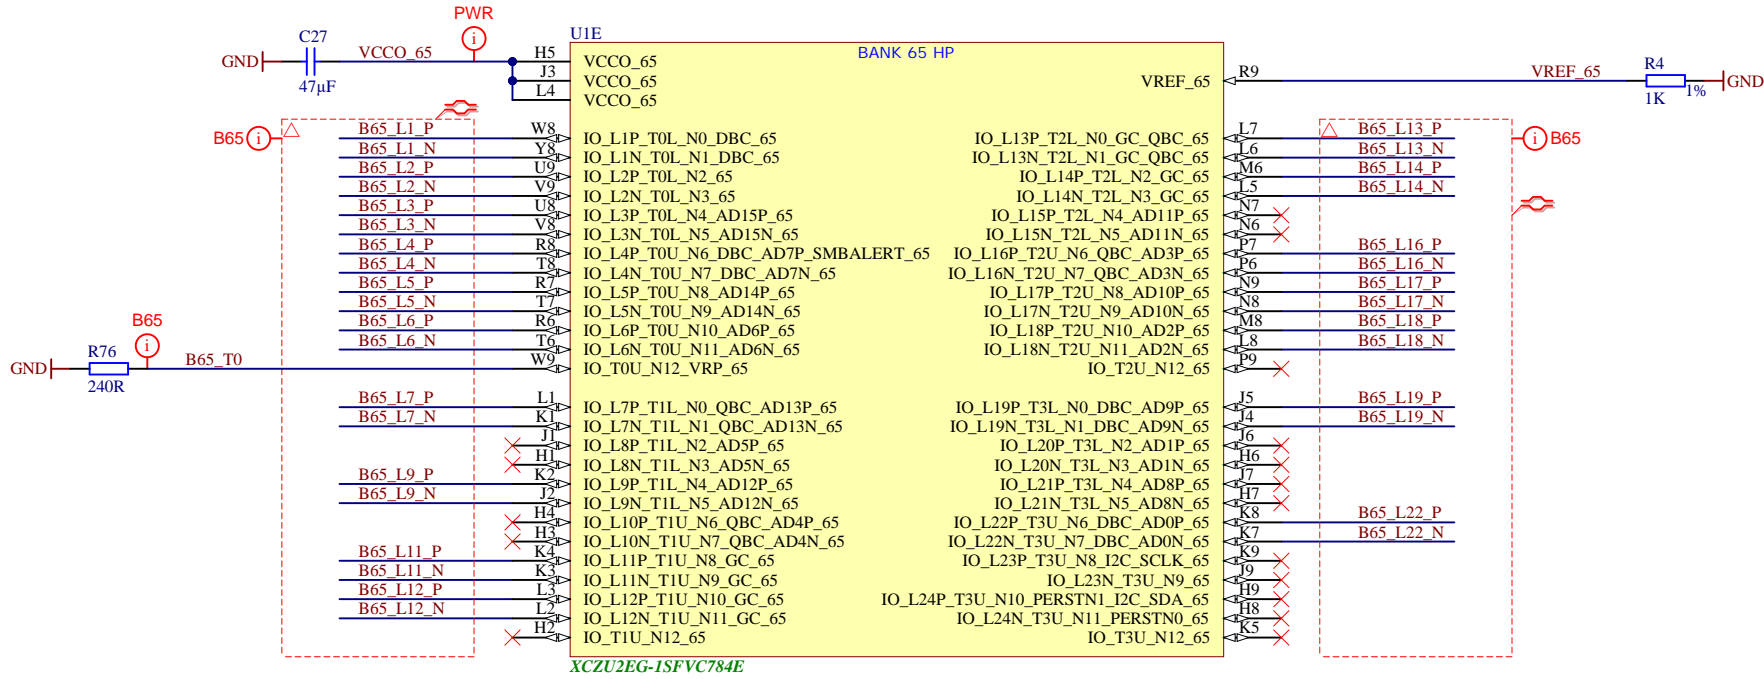 PWR
C27
U1E
GND
VCCO_65
47µF
BANK 65 HP
H5 VCCO_65
J3 VCCO_65
L4 VCCO_65
VREF_65 R9
VREF_65
R4
1K
1%
GND
B65
B65
B65_L1_P W8 IO_L1P_T0L_N0_DBC_65 IO_L13P_T2L_N0_GC_QBC_65 L7 B65_L13_P
B65_L1_N Y8 IO_L1N_T0L_N1_DBC_65 IO_L13N_T2L_N1_GC_QBC_65 L6 B65_L13_N
B65_L2_P U9 IO_L2P_T0L_N2_65 IO_L14P_T2L_N2_GC_65 M6 B65_L14_P
B65_L2_N V9 IO_L2N_T0L_N3_65 IO_L14N_T2L_N3_GC_65 L5 B65_L14_N
B65_L3_P U8 IO_L3P_T0L_N4_AD15P_65 IO_L15P_T2L_N4_AD11P_65 N7
B65_L3_N V8 IO_L3N_T0L_N5_AD15N_65 IO_L15N_T2L_N5_AD11N_65 N6
B65_L4_P R8 IO_L4P_T0U_N6_DBC_AD7P_SMBALERT_65 IO_L16P_T2U_N6_QBC_AD3P_65 P7 B65_L16_P
B65_L4_N T8 IO_L4N_T0U_N7_DBC_AD7N_65 IO_L16N_T2U_N7_QBC_AD3N_65 P6 B65_L16_N
B65_L5_P R7 IO_L5P_T0U_N8_AD14P_65 IO_L17P_T2U_N8_AD10P_65 N9 B65_L17_P
B65_L5_N T7 IO_L5N_T0U_N9_AD14N_65 IO_L17N_T2U_N9_AD10N_65 N8 B65_L17_N
B65_L6_P R6 IO_L6P_T0U_N10_AD6P_65 IO_L18P_T2U_N10_AD2P_65 M8 B65_L18_P
B65_L6_N T6 IO_L6N_T0U_N11_AD6N_65 IO_L18N_T2U_N11_AD2N_65 L8 B65_L18_N
B65
R76
GND
240R
B65_T0 W9 IO_T0U_N12_VRP_65 IO_T2U_N12_65 P9
B65_L7_P L1 IO_L7P_T1L_N0_QBC_AD13P_65 IO_L19P_T3L_N0_DBC_AD9P_65 J5 B65_L19_P
B65_L7_N K1 IO_L7N_T1L_N1_QBC_AD13N_65 IO_L19N_T3L_N1_DBC_AD9N_65 J4 B65_L19_N
J1 IO_L8P_T1L_N2_AD5P_65 IO_L20P_T3L_N2_AD1P_65 J6
H1 IO_L8N_T1L_N3_AD5N_65 IO_L20N_T3L_N3_AD1N_65 H6
B65_L9_P K2 IO_L9P_T1L_N4_AD12P_65 IO_L21P_T3L_N4_AD8P_65 J7
B65_L9_N J2 IO_L9N_T1L_N5_AD12N_65 IO_L21N_T3L_N5_AD8N_65 H7
H4 IO_L10P_T1U_N6_QBC_AD4P_65 IO_L22P_T3U_N6_DBC_AD0P_65 K8 B65_L22_P
H3 IO_L10N_T1U_N7_QBC_AD4N_65 IO_L22N_T3U_N7_DBC_AD0N_65 K7 B65_L22_N
B65_L11_P K4 IO_L11P_T1U_N8_GC_65 IO_L23P_T3U_N8_I2C_SCLK_65 K9
B65_L11_N K3 IO_L11N_T1U_N9_GC_65 IO_L23N_T3U_N9_65 J9
B65_L12_P L3 IO_L12P_T1U_N10_GC_65 IO_L24P_T3U_N10_PERSTN1_I2C_SDA_65 H9
B65_L12_N L2 IO_L12N_T1U_N11_GC_65 IO_L24N_T3U_N11_PERSTN0_65 H8
H2 IO_T1U_N12_65 IO_T3U_N12_65 K5
XCZU2EG-1SFVC784E